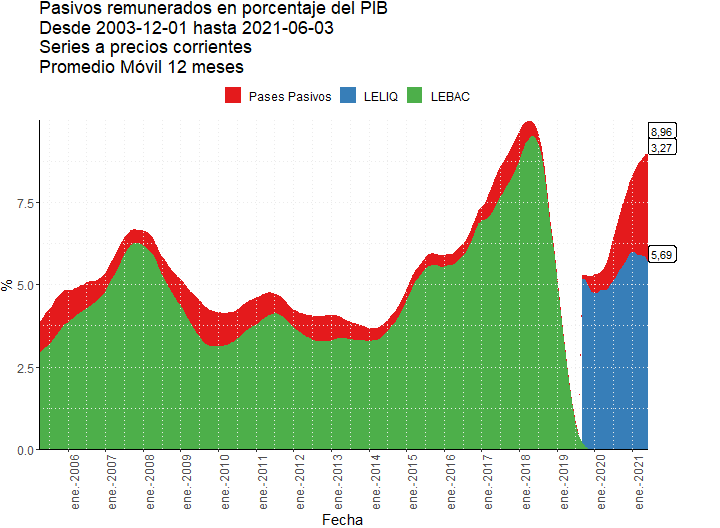 Pasivos remunerados en porcentaje del PIB
Desde 2003-12-01 hasta 2021-06-03
Series a precios corrientes
Promedio Móvil 12 meses
Pases Pasivos LELIQ LEBAC
8,96
3,27
7.5
5,69
5.0
%
2.5
0.0
ene.-2006 ene.-2007 ene.-2008 ene.-2009 ene.-2010 ene.-2011 ene.-2012 ene.-2013 ene.-2014 ene.-2015 ene.-2016 ene.-2017 ene.-2018 ene.-2019 ene.-2020 ene.-2021
Fecha